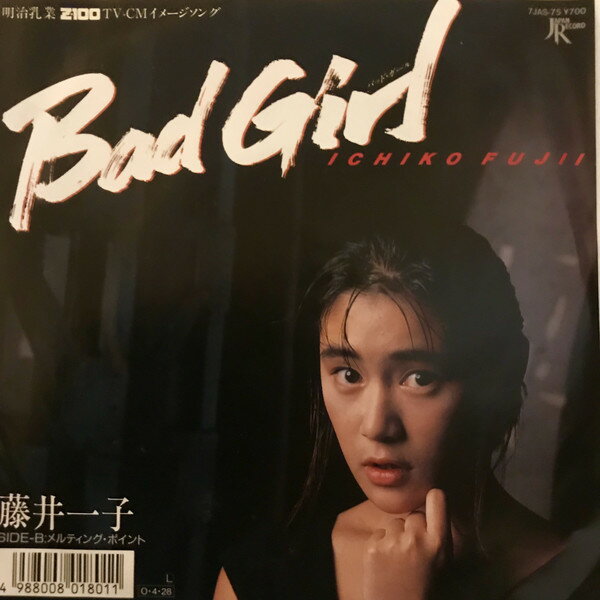 明治乳業 Z-100 TV-CMイメージソング
7JAS-75 ¥700
JAPAN
RECORD
JR
バッド・ガール
Bad Girl
ICHIKO FUJII
藤井一子
SIDE-B:メルティング・ポイント
4 988008 018011
L
O・4・28